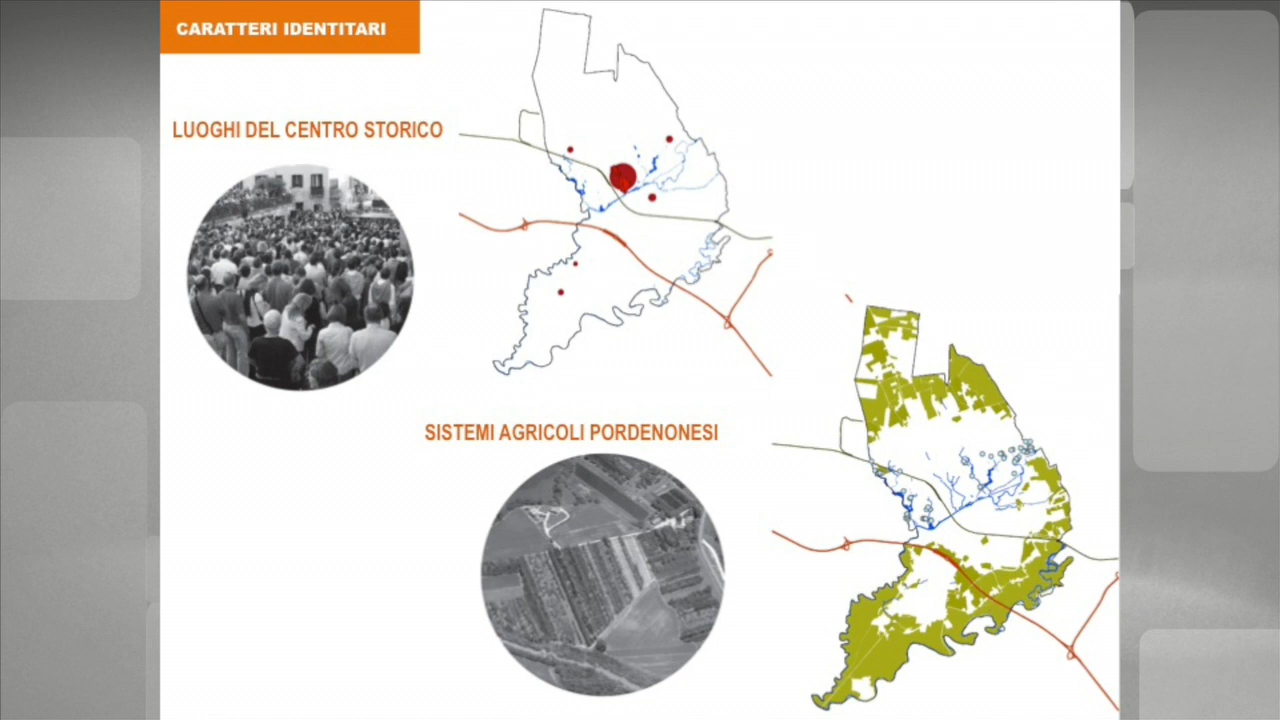 CARATTERI IDENTITARI
LUOGHI DEL CENTRO STORICO
SISTEMI AGRICOLI PORDENONESI